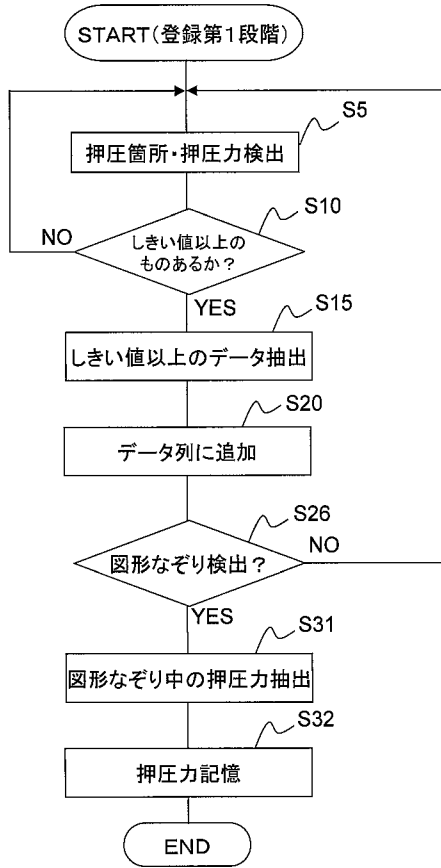 START(登録第1段階)
S5
押圧箇所・押圧力検出
S10
NO
しきい値以上の
ものあるか？
YES
S15
しきい値以上のデータ抽出
S20
データ列に追加
S26
図形なぞり検出？
NO
YES
S31
図形なぞり中の押圧力抽出
S32
押圧力記憶
END